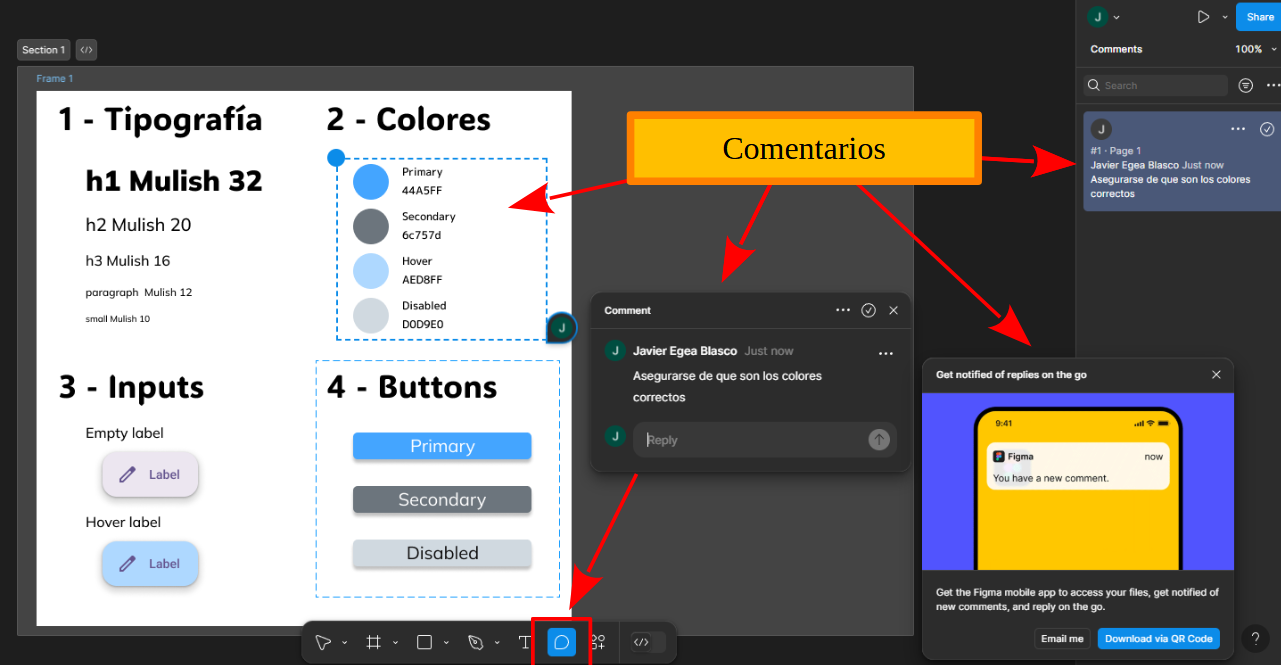 J
Share
Section 1
</>
Comments
100%
Frame 1
Search
1 - Tipografía
h1 Mulish 32
h2 Mulish 20
h3 Mulish 16
paragraph Mulish 12
small Mulish 10
2 - Colores
Primary
44A5FF
Secondary
6c757d
Hover
AED8FF
Disabled
D0D9E0
J
Comentarios
J
#1 · Page 1
Javier Egea Blasco Just now
Asegurarse de que son los colores
correctos
Comment
J
Javier Egea Blasco Just now
Asegurarse de que son los colores
correctos
J
Reply
3 - Inputs
Empty label
Label
Hover label
Label
4 - Buttons
Primary
Secondary
Disabled
Get notified of replies on the go
9:41
Figma
now
You have a new comment.
Get the Figma mobile app to access your files, get notified of
new comments, and reply on the go.
Email me
Download via QR Code
T
</>
?